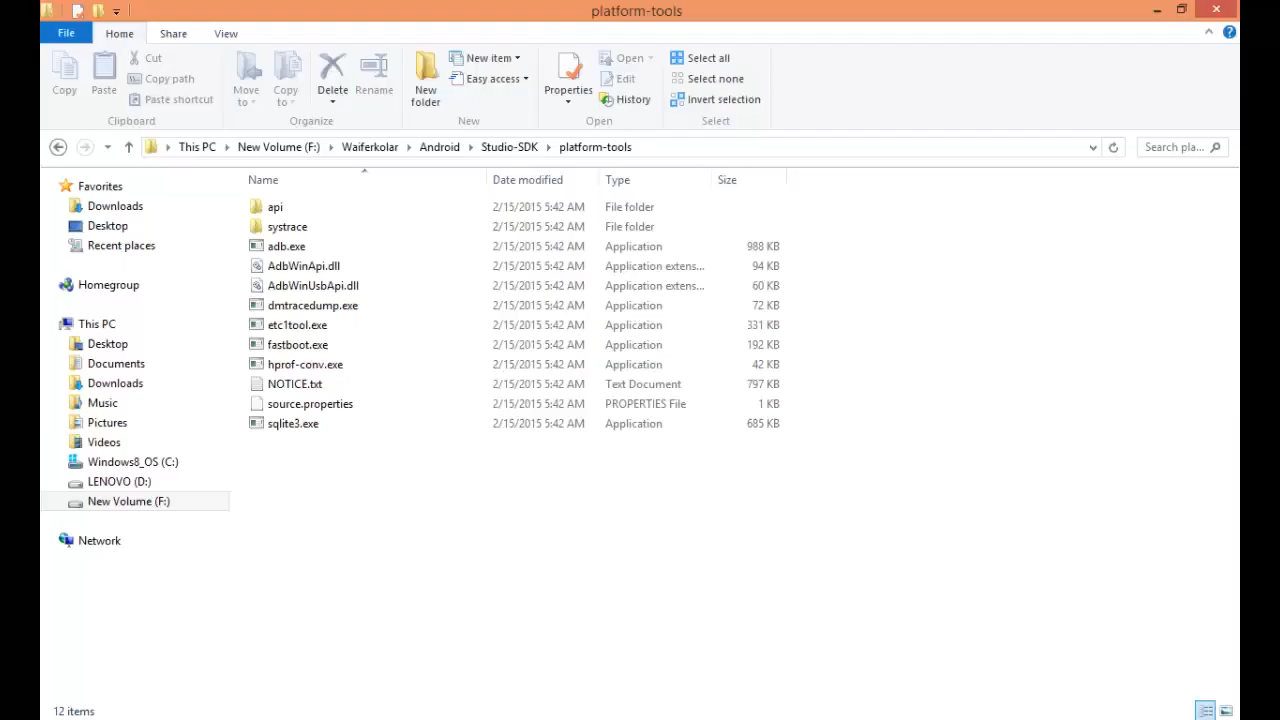 platform-tools
File Home Share View
Copy
Paste
Cut
Copy path
Paste shortcut
Clipboard
Move to
Copy to
Delete
Rename
Organize
New folder
New item
Easy access
New
Properties
Open
Edit
History
Open
Select all
Select none
Invert selection
Select
This PC New Volume (F:) Waiferkolar Android Studio-SDK platform-tools
Search pla...
Favorites
Downloads
Desktop
Recent places
Homegroup
This PC
Desktop
Documents
Downloads
Music
Pictures
Videos
Windows8_OS (C:)
LENOVO (D:)
New Volume (F:)
Network
Name Date modified Type Size
api 2/15/2015 5:42 AM File folder
systrace 2/15/2015 5:42 AM File folder
adb.exe 2/15/2015 5:42 AM Application 988 KB
AdbWinApi.dll 2/15/2015 5:42 AM Application extens... 94 KB
AdbWinUsbApi.dll 2/15/2015 5:42 AM Application extens... 60 KB
dmtracedump.exe 2/15/2015 5:42 AM Application 72 KB
etc1tool.exe 2/15/2015 5:42 AM Application 331 KB
fastboot.exe 2/15/2015 5:42 AM Application 192 KB
hprof-conv.exe 2/15/2015 5:42 AM Application 42 KB
NOTICE.txt 2/15/2015 5:42 AM Text Document 797 KB
source.properties 2/15/2015 5:42 AM PROPERTIES File 1 KB
sqlite3.exe 2/15/2015 5:42 AM Application 685 KB
12 items